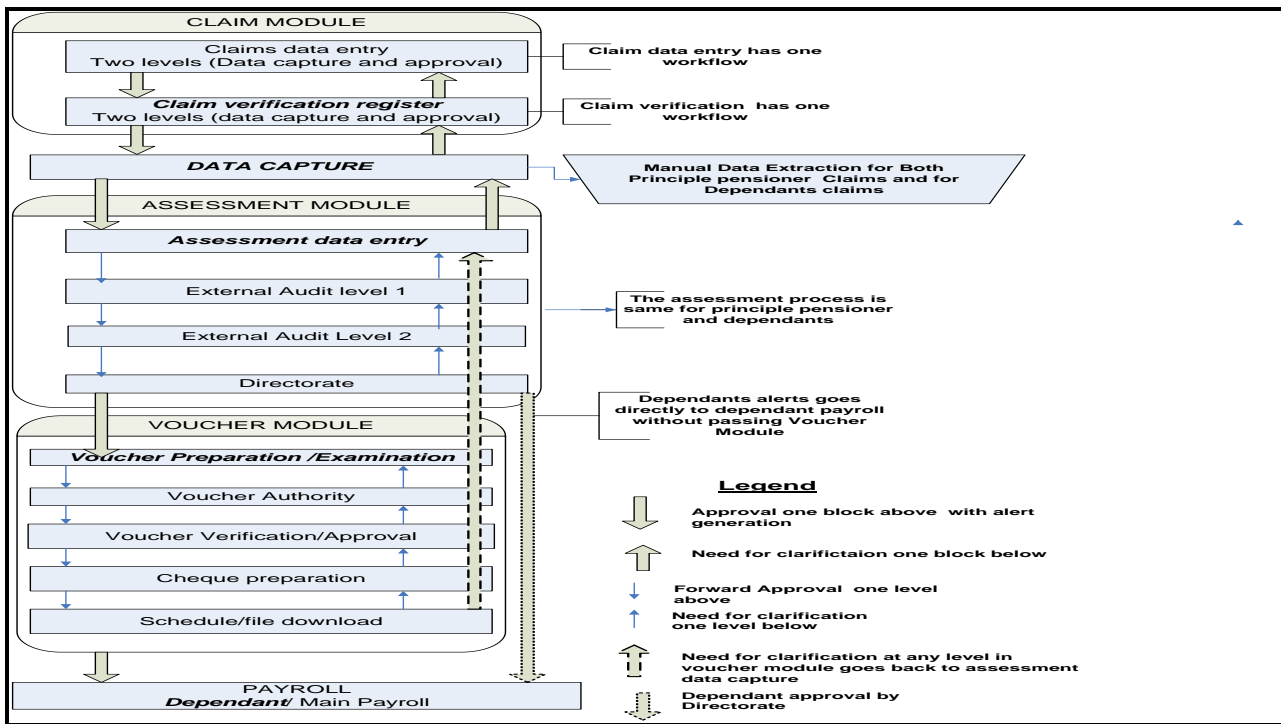 CLAIM MODULE
Claims data entry
Two levels (Data capture and approval)
Claim data entry has one
workflow
Claim verification register
Two levels (data capture and approval)
Claim verification has one
workflow
DATA CAPTURE
Manual Data Extraction for Both
Principle pensioner Claims and for
Dependants claims
ASSESSMENT MODULE
Assessment data entry
External Audit level 1
The assessment process is
same for principle pensioner
and dependants
External Audit Level 2
Directorate
Dependants alerts goes
directly to dependant payroll
without passing Voucher
Module
VOUCHER MODULE
Voucher Preparation /Examination
Voucher Authority
Voucher Verification/Approval
Cheque preparation
Schedule/file download
PAYROLL
Dependant/ Main Payroll
Legend
Approval one block above with alert
generation
Need for clarifictaion one block below
Forward Approval one level
above
Need for clarification
one level below
Need for clarification at any level in
voucher module goes back to assessment
data capture
Dependant approval by
Directorate